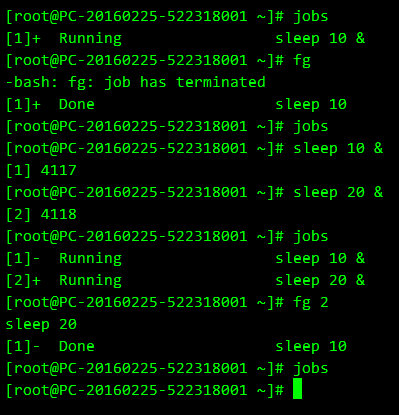 [root@PC-20160225-522318001 ~]# jobs
[1]+  Running                 sleep 10 &
[root@PC-20160225-522318001 ~]# fg
-bash: fg: job has terminated
[1]+  Done                    sleep 10
[root@PC-20160225-522318001 ~]# jobs
[root@PC-20160225-522318001 ~]# sleep 10 &
[1] 4117
[root@PC-20160225-522318001 ~]# sleep 20 &
[2] 4118
[root@PC-20160225-522318001 ~]# jobs
[1]-  Running                 sleep 10 &
[2]+  Running                 sleep 20 &
[root@PC-20160225-522318001 ~]# fg 2
sleep 20
[1]-  Done                    sleep 10
[root@PC-20160225-522318001 ~]# jobs
[root@PC-20160225-522318001 ~]#